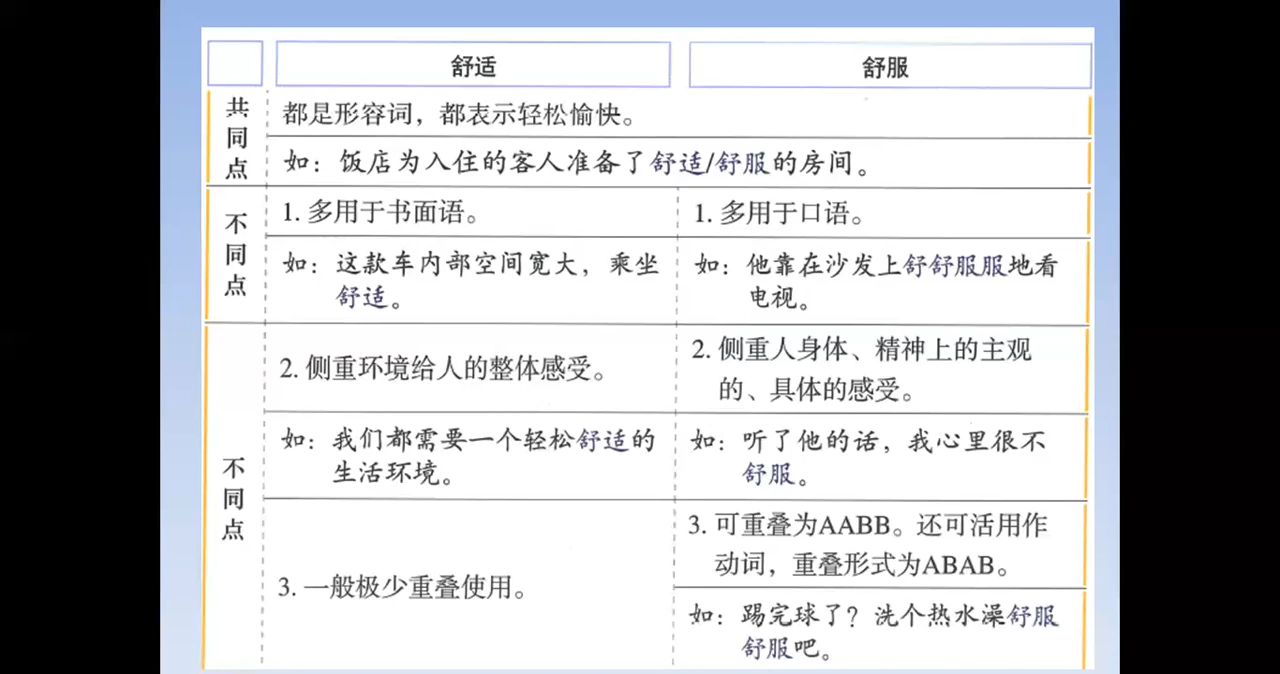 舒适
舒服
共同点
都是形容词，都表示轻松愉快。
如：饭店为入住的客人准备了舒适/舒服的房间。
不同点
1. 多用于书面语。
1. 多用于口语。
如：这款车内部空间宽大，乘坐
舒适。
如：他靠在沙发上舒舒服服地看
电视。
不同点
2. 侧重环境给人的整体感受。
2. 侧重人身体、精神上的主观
的、具体的感受。
如：我们都需要一个轻松舒适的
生活环境。
如：听了他的话，我心里很不
舒服。
3. 一般极少重叠使用。
3. 可重叠为AABB。还可活用作
动词，重叠形式为ABAB。
如：踢完球了？洗个热水澡舒服
舒服吧。